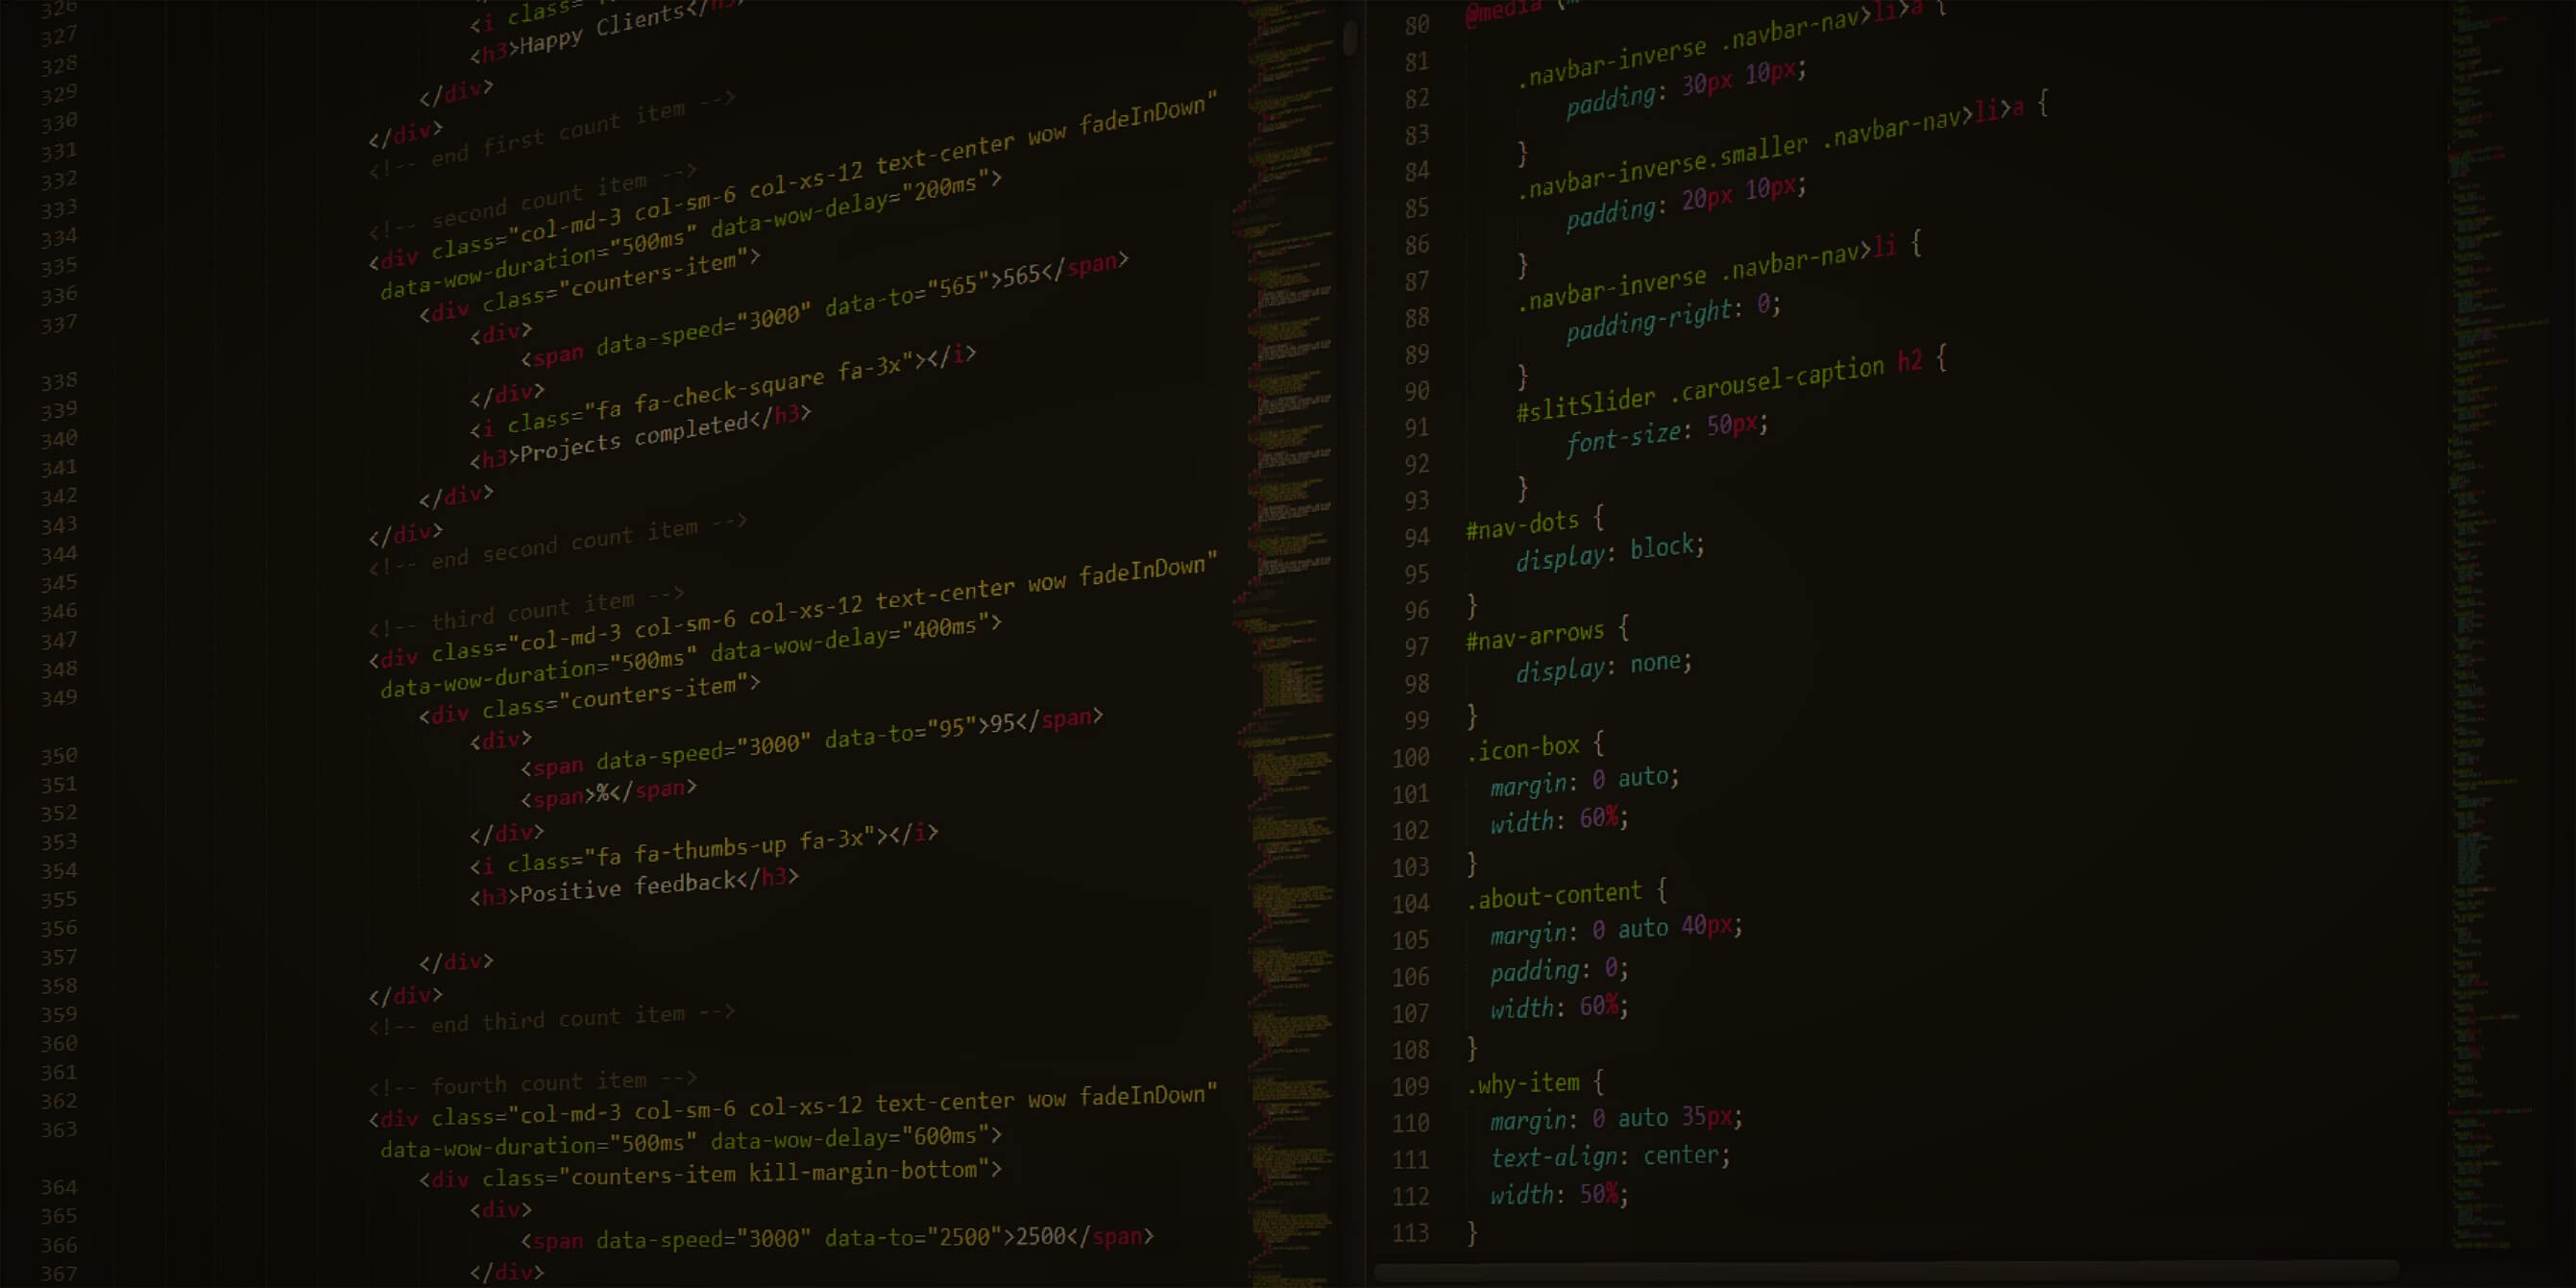 326
327 <i class=
328 <h3>Happy Clients</h3>
329 </div>
330 </div>
331 <!-- end first count item -->
332
333 <!-- second count item -->
334 <div class="col-md-3 col-sm-6 col-xs-12 text-center wow fadeInDown"
335 data-wow-duration="500ms" data-wow-delay="200ms">
336 <div class="counters-item">
337 <div>
<span data-speed="3000" data-to="565">565</span>
338 </div>
339 <i class="fa fa-check-square fa-3x"></i>
340 <h3>Projects completed</h3>
341
342 </div>
343 </div>
344 <!-- end second count item -->
345
346 <!-- third count item -->
347 <div class="col-md-3 col-sm-6 col-xs-12 text-center wow fadeInDown"
348 data-wow-duration="500ms" data-wow-delay="400ms">
349 <div class="counters-item">
<div>
350 <span data-speed="3000" data-to="95">95</span>
351 <span>%</span>
352 </div>
353 <i class="fa fa-thumbs-up fa-3x"></i>
354 <h3>Positive feedback</h3>
355
356
357 </div>
358 </div>
359 <!-- end third count item -->
360
361 <!-- fourth count item -->
362 <div class="col-md-3 col-sm-6 col-xs-12 text-center wow fadeInDown"
363 data-wow-duration="500ms" data-wow-delay="600ms">
<div class="counters-item kill-margin-bottom">
364
365 <div>
366 <span data-speed="3000" data-to="2500">2500</span>
367 </div>
80 @media
81 .navbar-inverse .navbar-nav>li>a {
82 padding: 30px 10px;
83 }
84 .navbar-inverse.smaller .navbar-nav>li>a {
85 padding: 20px 10px;
86 }
87 .navbar-inverse .navbar-nav>li {
88 padding-right: 0;
89 }
90 #slitSlider .carousel-caption h2 {
91 font-size: 50px;
92
93 }
94 #nav-dots {
95 display: block;
96 }
97 #nav-arrows {
98 display: none;
99 }
100 .icon-box {
101 margin: 0 auto;
102 width: 60%;
103 }
104 .about-content {
105 margin: 0 auto 40px;
106 padding: 0;
107 width: 60%;
108 }
109 .why-item {
110 margin: 0 auto 35px;
111 text-align: center;
112 width: 50%;
113 }